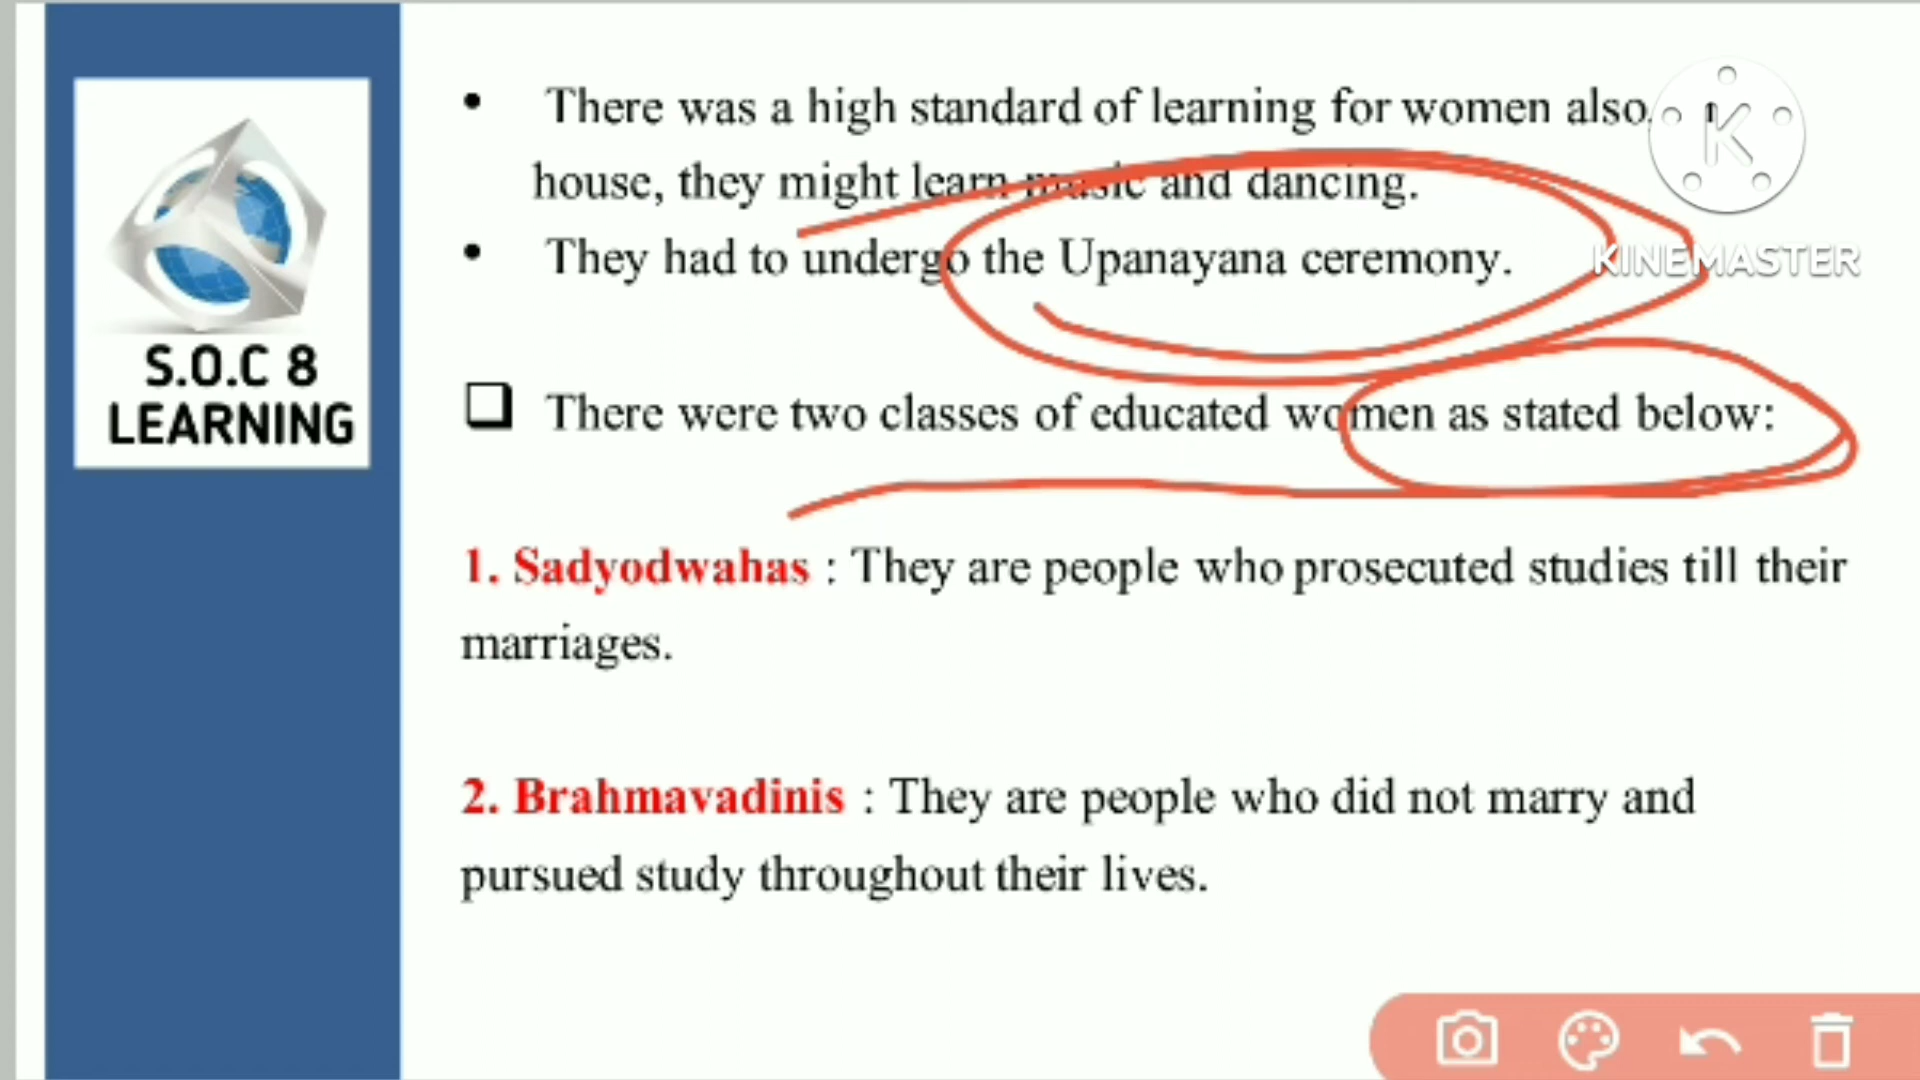 There was a high standard of learning for women also.
house, they might learn music and dancing.
They had to undergo the Upanayana ceremony.
There were two classes of educated women as stated below:
1. Sadyodwahas : They are people who prosecuted studies till their
marriages.
2. Brahmavadinis : They are people who did not marry and
pursued study throughout their lives.
S.O.C 8
LEARNING
K
KINEMASTER